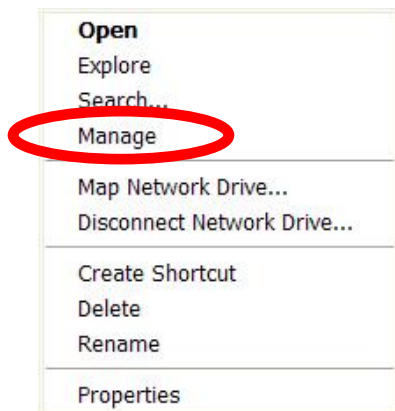 Open
Explore
Search...
Manage
Map Network Drive...
Disconnect Network Drive...
Create Shortcut
Delete
Rename
Properties